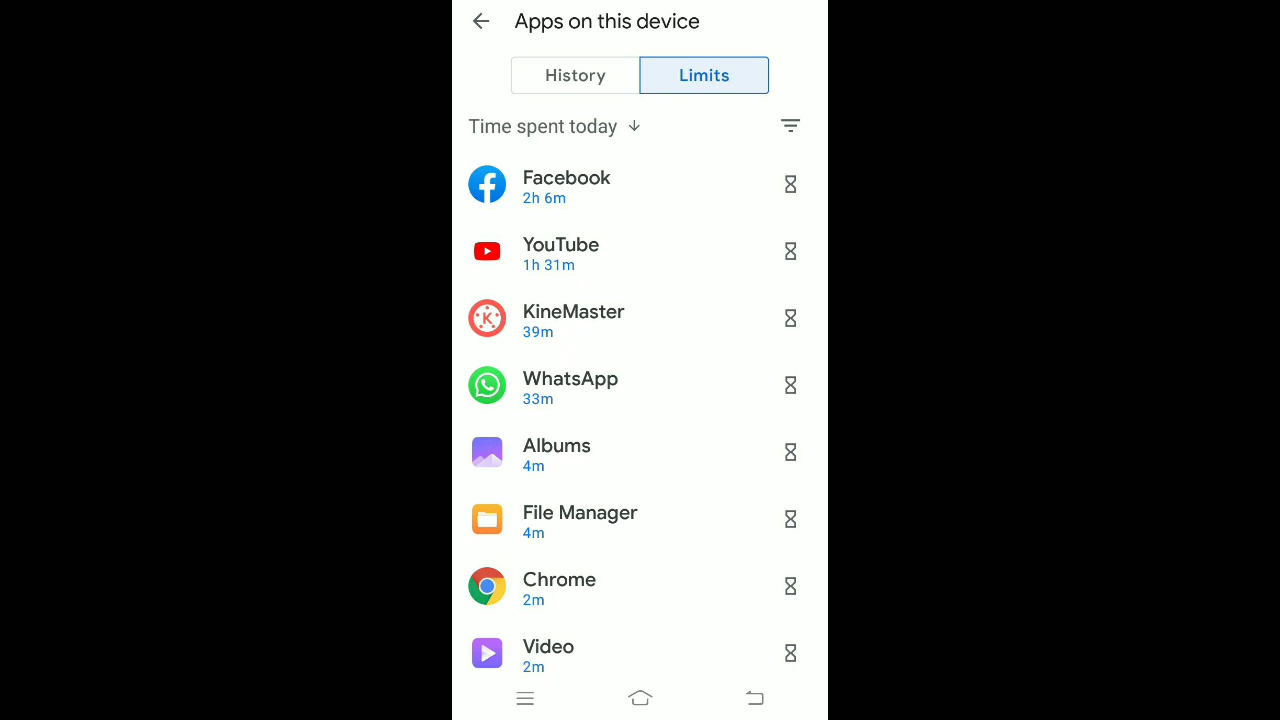 Apps on this device
History
Limits
Time spent today
Facebook
2h 6m
YouTube
1h 31m
KineMaster
39m
WhatsApp
33m
Albums
4m
File Manager
4m
Chrome
2m
Video
2m